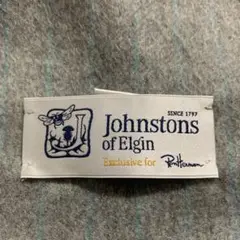 SINCE 1797
Johnstons
of Elgin
Exclusive for Ron Herman